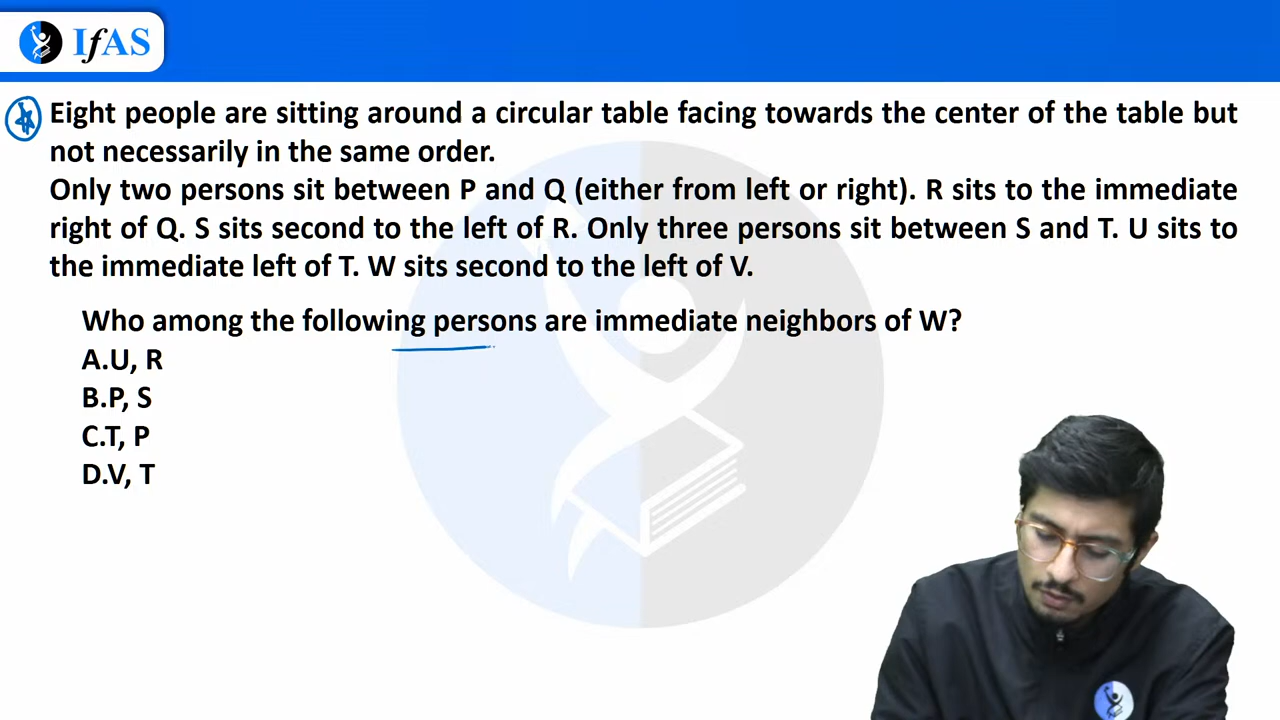 IfAS
Eight people are sitting around a circular table facing towards the center of the table but
not necessarily in the same order.
Only two persons sit between P and Q (either from left or right). R sits to the immediate
right of Q. S sits second to the left of R. Only three persons sit between S and T. U sits to
the immediate left of T. W sits second to the left of V.
Who among the following persons are immediate neighbors of W?
A.U, R
B.P, S
C.T, P
D.V, T